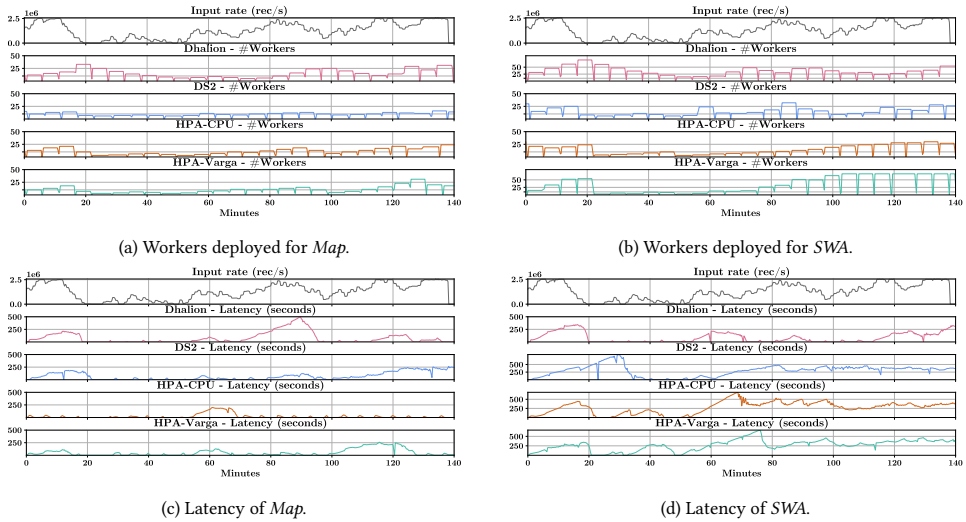 1e6
Input rate (rec/s)
2.5
0.0
Dhalion - #Workers
50
25
DS2 - #Workers
50
25
HPA-CPU - #Workers
50
25
HPA-Varga - #Workers
50
25
0 20 40 60 80 100 120 140
Minutes
(a) Workers deployed for Map.
1e6
Input rate (rec/s)
2.5
0.0
Dhalion - #Workers
50
25
DS2 - #Workers
50
25
HPA-CPU - #Workers
50
25
HPA-Varga - #Workers
50
25
0 20 40 60 80 100 120 140
Minutes
(b) Workers deployed for SWA.
1e6
Input rate (rec/s)
2.5
0.0
Dhalion - Latency (seconds)
500
250
DS2 - Latency (seconds)
500
250
HPA-CPU - Latency (seconds)
500
250
HPA-Varga - Latency (seconds)
500
250
0 20 40 60 80 100 120 140
Minutes
(c) Latency of Map.
1e6
Input rate (rec/s)
2.5
0.0
Dhalion - Latency (seconds)
500
250
DS2 - Latency (seconds)
500
250
HPA-CPU - Latency (seconds)
500
250
HPA-Varga - Latency (seconds)
500
250
0 20 40 60 80 100 120 140
Minutes
(d) Latency of SWA.